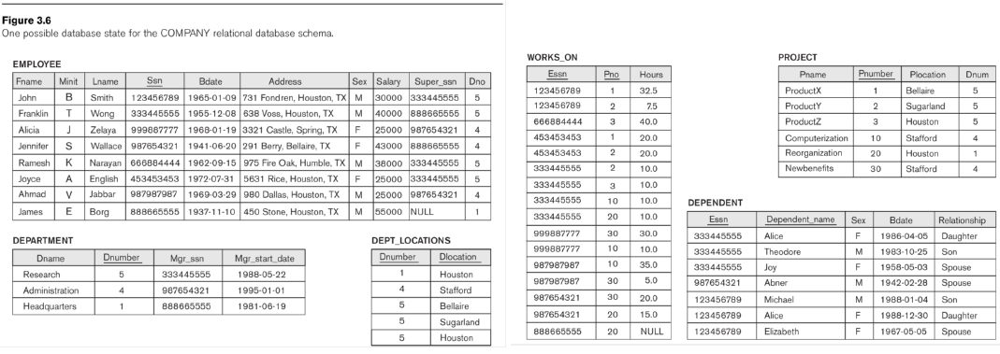 Figure 3.6
One possible database state for the COMPANY relational database schema.
EMPLOYEE
Fname Minit Lname Ssn Bdate Address Sex Salary Super_ssn Dno
John B Smith 123456789 1965-01-09 731 Fondren, Houston, TX M 30000 333445555 5
Franklin T Wong 333445555 1955-12-08 638 Voss, Houston, TX M 40000 888665555 5
Alicia J Zelaya 999887777 1968-01-19 3321 Castle, Spring, TX F 25000 987654321 4
Jennifer S Wallace 987654321 1941-06-20 291 Berry, Bellaire, TX F 43000 888665555 4
Ramesh K Narayan 666884444 1962-09-15 975 Fire Oak, Humble, TX M 38000 333445555 5
Joyce A English 453453453 1972-07-31 5631 Rice, Houston, TX F 25000 333445555 5
Ahmad V Jabbar 987987987 1969-03-29 980 Dallas, Houston, TX M 25000 987654321 4
James E Borg 888665555 1937-11-10 450 Stone, Houston, TX M 55000 NULL 1
DEPARTMENT
Dname Dnumber Mgr_ssn Mgr_start_date
Research 5 333445555 1988-05-22
Administration 4 987654321 1995-01-01
Headquarters 1 888665555 1981-06-19
DEPT_LOCATIONS
Dnumber Dlocation
1 Houston
4 Stafford
5 Bellaire
5 Sugarland
5 Houston
WORKS_ON
Essn Pno Hours
123456789 1 32.5
123456789 2 7.5
666884444 3 40.0
453453453 1 20.0
453453453 2 20.0
333445555 2 10.0
333445555 3 10.0
333445555 10 10.0
333445555 20 10.0
999887777 30 30.0
999887777 10 10.0
987987987 10 35.0
987987987 30 5.0
987654321 30 20.0
987654321 20 15.0
888665555 20 NULL
PROJECT
Pname Pnumber Plocation Dnum
ProductX 1 Bellaire 5
ProductY 2 Sugarland 5
ProductZ 3 Houston 5
Computerization 10 Stafford 4
Reorganization 20 Houston 1
Newbenefits 30 Stafford 4
DEPENDENT
Essn Dependent_name Sex Bdate Relationship
333445555 Alice F 1986-04-05 Daughter
333445555 Theodore M 1983-10-25 Son
333445555 Joy F 1958-05-03 Spouse
987654321 Abner M 1942-02-28 Spouse
123456789 Michael M 1988-01-04 Son
123456789 Alice F 1988-12-30 Daughter
123456789 Elizabeth F 1967-05-05 Spouse